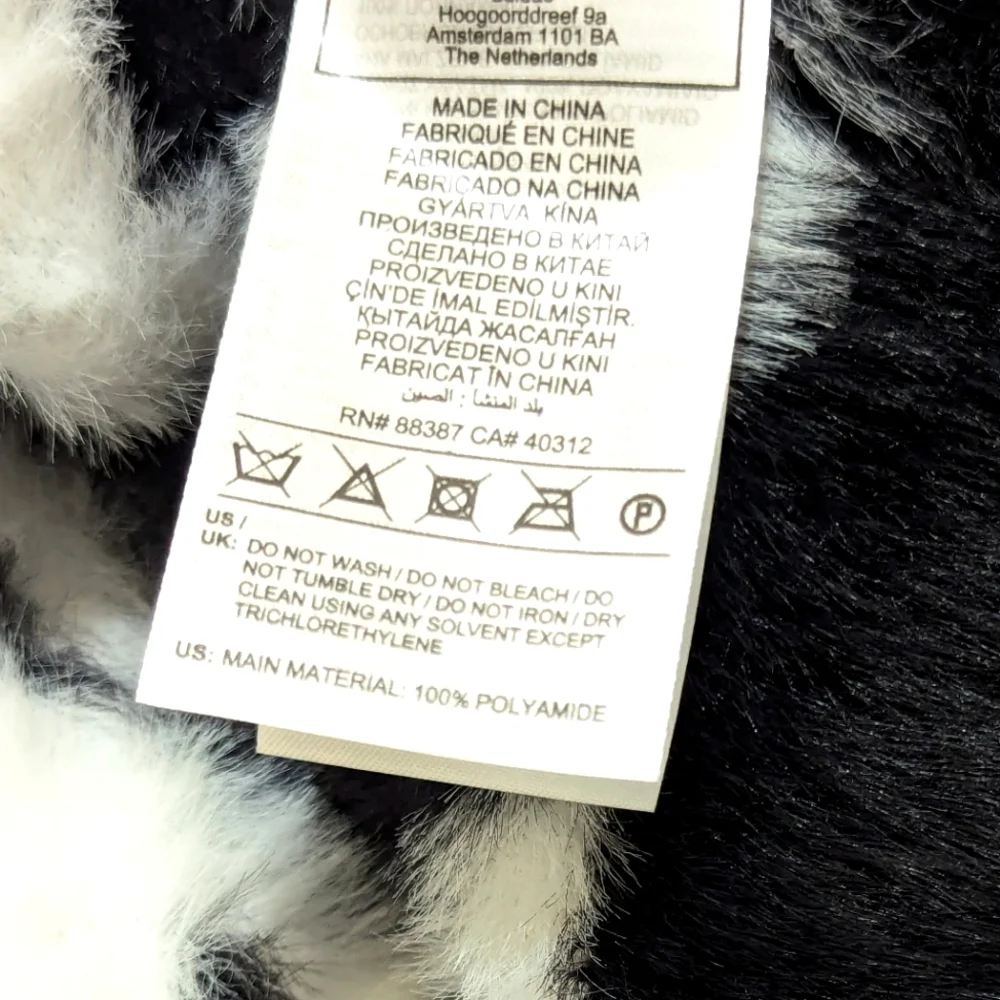 Hoogoorddreef 9a
Amsterdam 1101 BA
The Netherlands
MADE IN CHINA
FABRIQUÉ EN CHINE
FABRICADO EN CHINA
FABRICADO NA CHINA
GYÁRTVA: KÍNA
ПРОИЗВЕДЕНО В КИТАЙ
СДЕЛАНО В КИТАЕ
PROIZVEDENO U KINI
ÇİN'DE İMAL EDİLMİŞTİR.
ҚЫТАЙДА ЖАСАЛҒАН
PROIZVEDENO U KINI
FABRICAT ÎN CHINA
بلد المنشأ : الصين
RN# 88387 CA# 40312
P
US /
UK: DO NOT WASH / DO NOT BLEACH / DO
NOT TUMBLE DRY / DO NOT IRON / DRY
CLEAN USING ANY SOLVENT EXCEPT
TRICHLORETHYLENE
US: MAIN MATERIAL: 100% POLYAMIDE